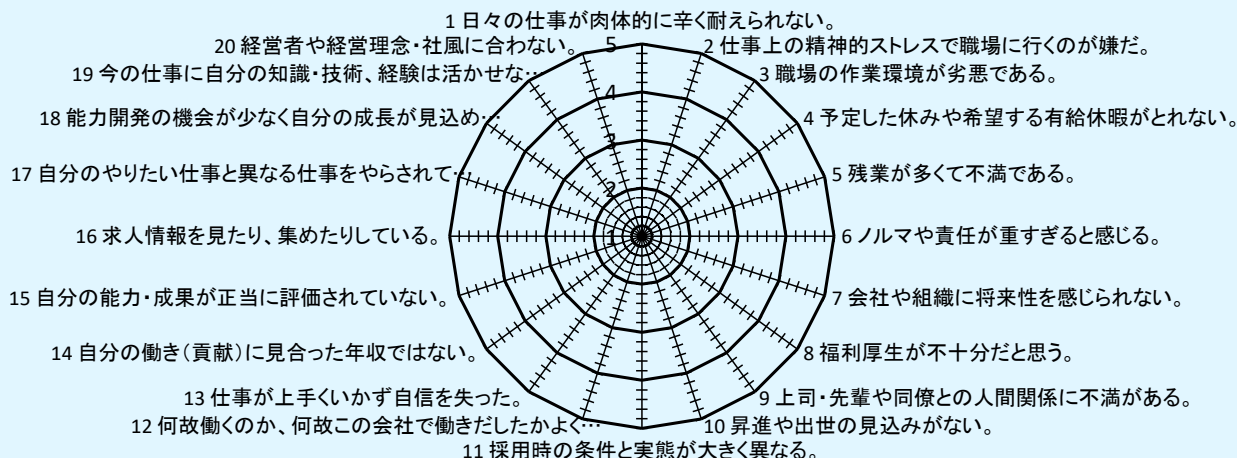 1 日々の仕事が肉体的に辛く耐えられない。
2 仕事上の精神的ストレスで職場に行くのが嫌だ。
3 職場の作業環境が劣悪である。
4 予定した休みや希望する有給休暇がとれない。
5 残業が多くて不満である。
6 ノルマや責任が重すぎると感じる。
7 会社や組織に将来性を感じられない。
8 福利厚生が不十分だと思う。
9 上司・先輩や同僚との人間関係に不満がある。
10 昇進や出世の見込みがない。
11 採用時の条件と実態が大きく異なる。
12 何故働くのか、何故この会社で働きだしたかよく…
13 仕事が上手くいかず自信を失った。
14 自分の働き(貢献)に見合った年収ではない。
15 自分の能力・成果が正当に評価されていない。
16 求人情報を見たり、集めたりしている。
17 自分のやりたい仕事と異なる仕事をやらされて…
18 能力開発の機会が少なく自分の成長が見込め…
19 今の仕事に自分の知識・技術、経験は活かせな…
20 経営者や経営理念・社風に合わない。
5
4
3
2
1